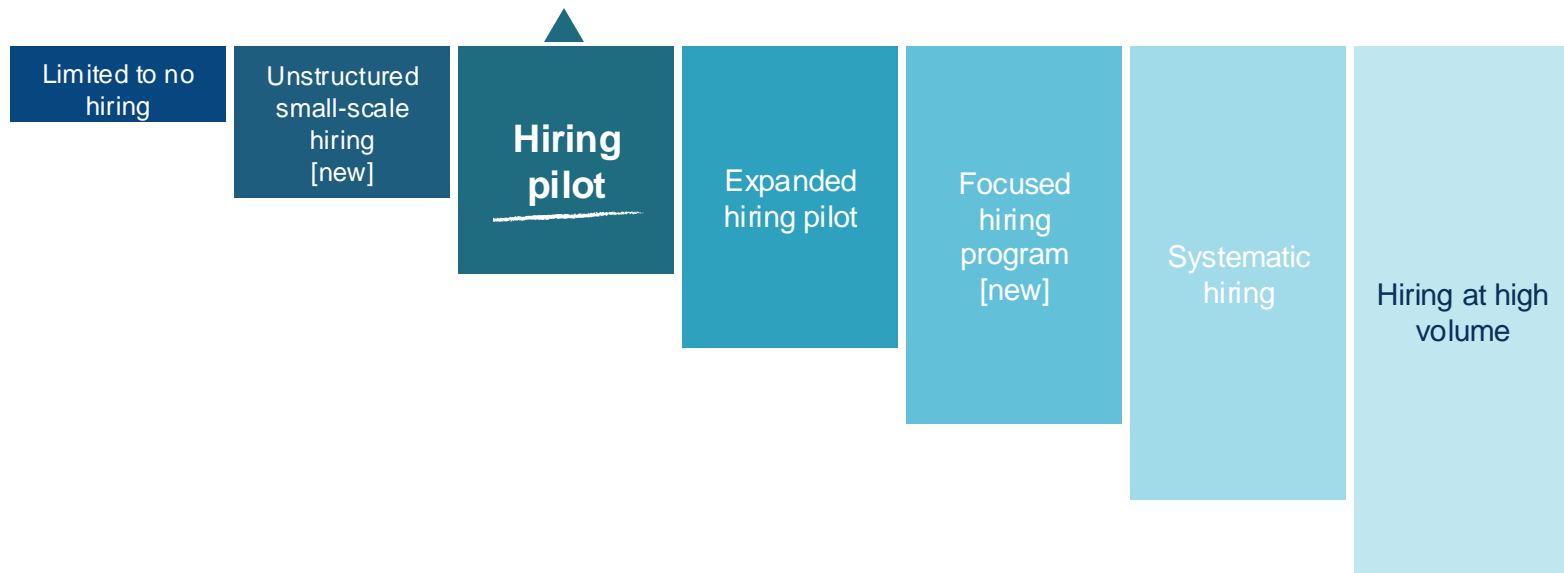 Limited to no
hiring
Unstructured
small-scale
hiring
[new]
Hiring
pilot
Expanded
hiring pilot
Focused
hiring
program
[new]
Systematic
hiring
Hiring at high
volume